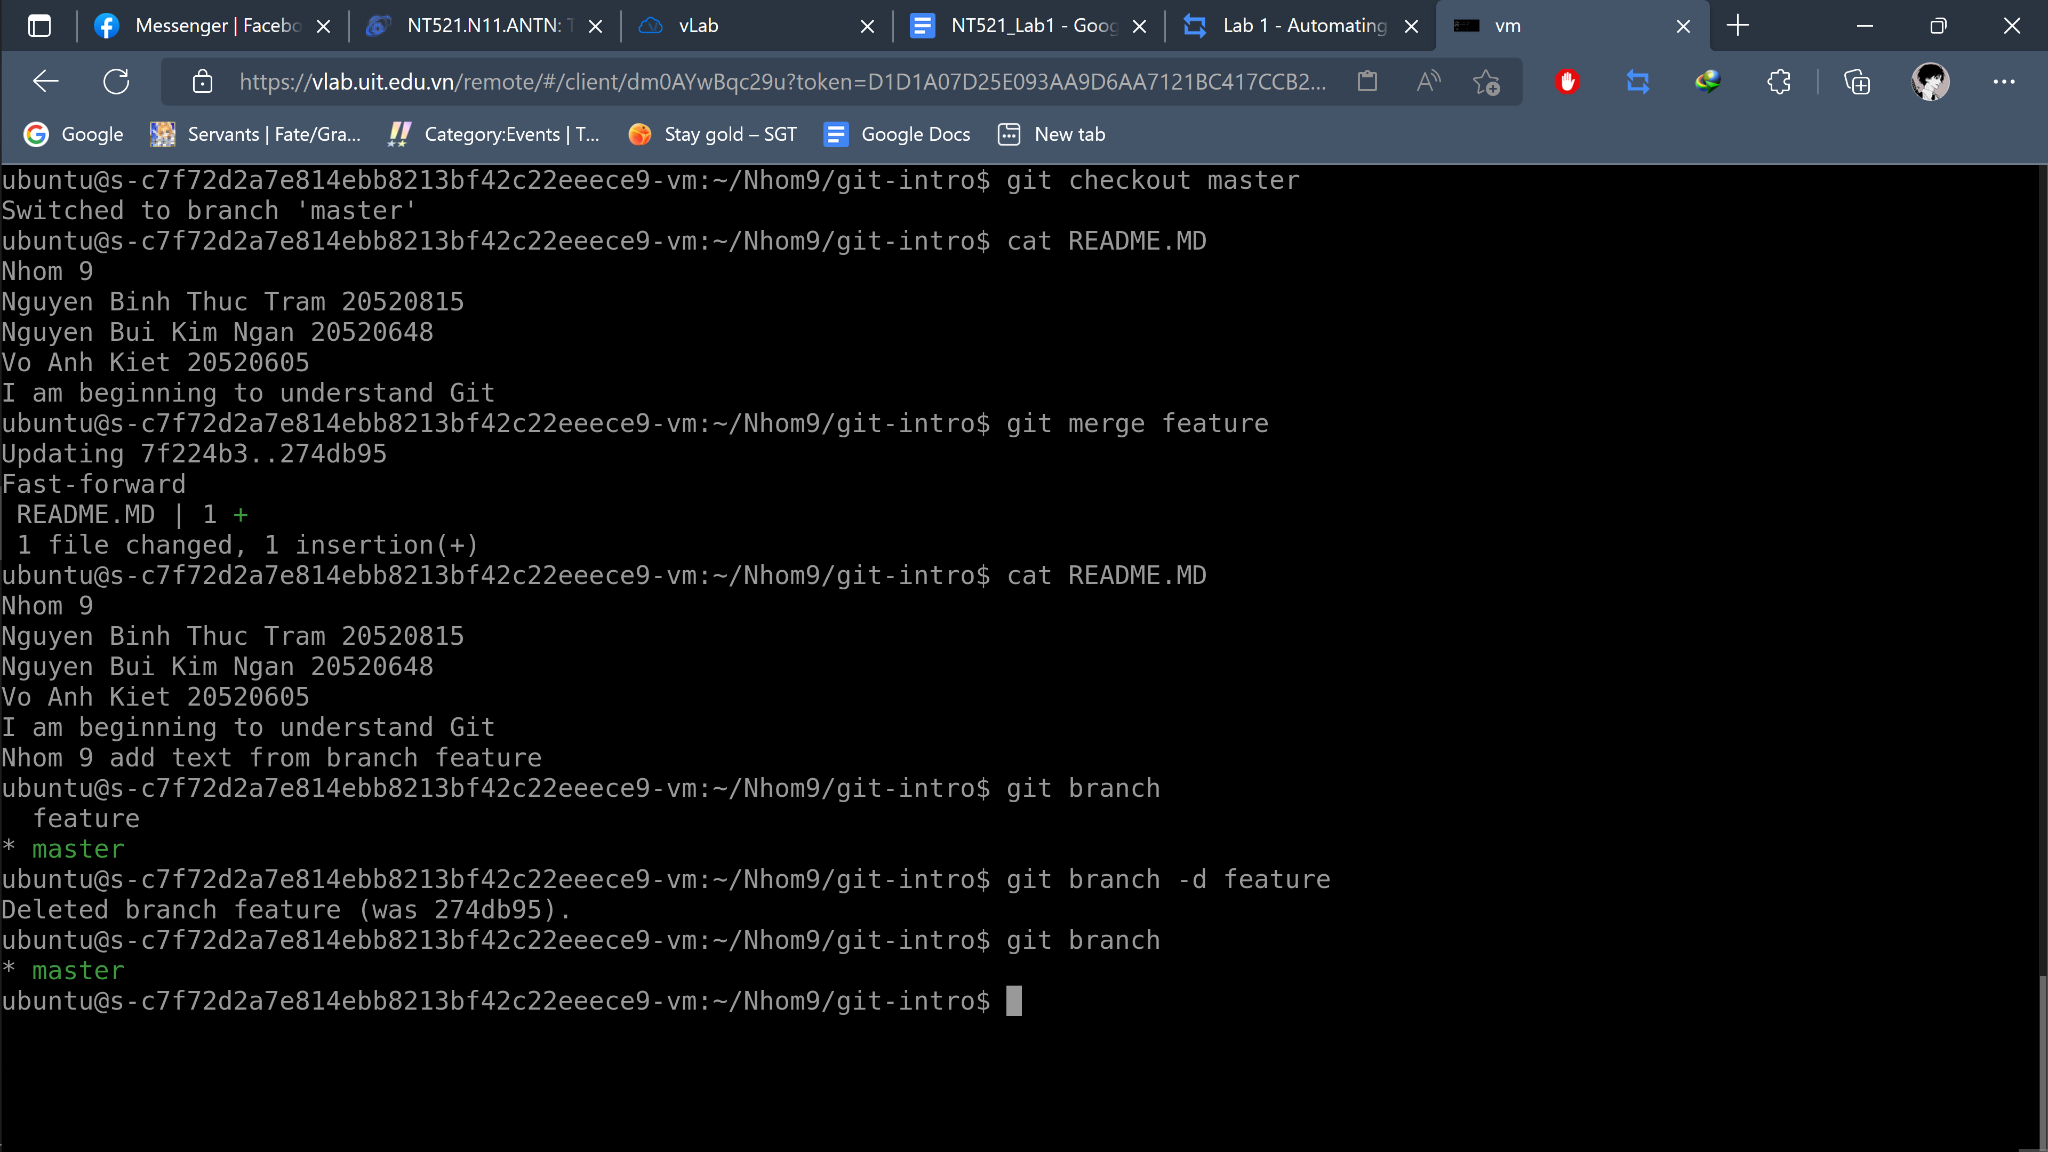 Messenger | Facebo
NT521.N11.ANTN: T
vLab
NT521_Lab1 - Goog
Lab 1 - Automating
vm
https://vlab.uit.edu.vn/remote/#/client/dm0AYwBqc29u?token=D1D1A07D25E093AA9D6AA7121BC417CCB2...
Google
Servants | Fate/Gra...
Category:Events | T...
Stay gold – SGT
Google Docs
New tab
ubuntu@s-c7f72d2a7e814ebb8213bf42c22eeece9-vm:~/Nhom9/git-intro$ git checkout master
Switched to branch 'master'
ubuntu@s-c7f72d2a7e814ebb8213bf42c22eeece9-vm:~/Nhom9/git-intro$ cat README.MD
Nhom 9
Nguyen Binh Thuc Tram 20520815
Nguyen Bui Kim Ngan 20520648
Vo Anh Kiet 20520605
I am beginning to understand Git
ubuntu@s-c7f72d2a7e814ebb8213bf42c22eeece9-vm:~/Nhom9/git-intro$ git merge feature
Updating 7f224b3..274db95
Fast-forward
 README.MD | 1 +
 1 file changed, 1 insertion(+)
ubuntu@s-c7f72d2a7e814ebb8213bf42c22eeece9-vm:~/Nhom9/git-intro$ cat README.MD
Nhom 9
Nguyen Binh Thuc Tram 20520815
Nguyen Bui Kim Ngan 20520648
Vo Anh Kiet 20520605
I am beginning to understand Git
Nhom 9 add text from branch feature
ubuntu@s-c7f72d2a7e814ebb8213bf42c22eeece9-vm:~/Nhom9/git-intro$ git branch
  feature
* master
ubuntu@s-c7f72d2a7e814ebb8213bf42c22eeece9-vm:~/Nhom9/git-intro$ git branch -d feature
Deleted branch feature (was 274db95).
ubuntu@s-c7f72d2a7e814ebb8213bf42c22eeece9-vm:~/Nhom9/git-intro$ git branch
* master
ubuntu@s-c7f72d2a7e814ebb8213bf42c22eeece9-vm:~/Nhom9/git-intro$